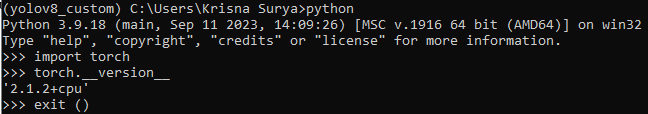 (yolov8_custom) C:\Users\Krisna Surya>python
Python 3.9.18 (main, Sep 11 2023, 14:09:26) [MSC v.1916 64 bit (AMD64)] on win32
Type "help", "copyright", "credits" or "license" for more information.
>>> import torch
>>> torch.__version__
'2.1.2+cpu'
>>> exit ()